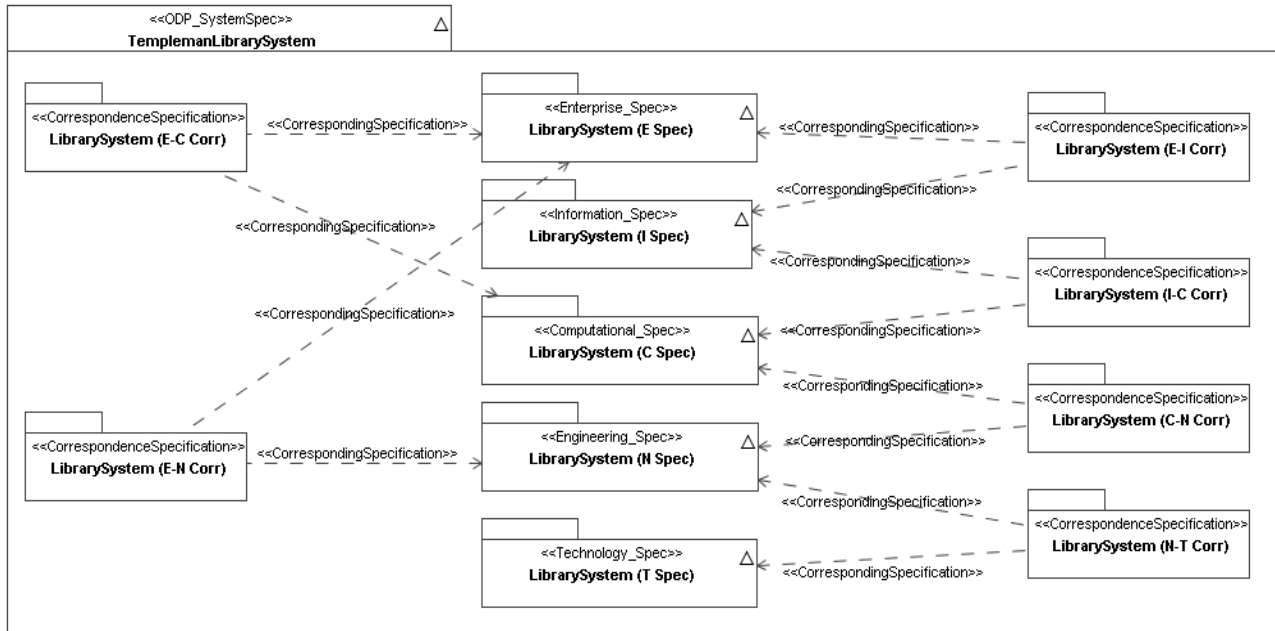 <<ODP_SystemSpec>>
TemplemanLibrarySystem
<<CorrespondenceSpecification>>
LibrarySystem (E-C Corr)
<<CorrespondingSpecification>>
<<Enterprise_Spec>>
LibrarySystem (E Spec)
<<CorrespondingSpecification>>
<<CorrespondenceSpecification>>
LibrarySystem (E-I Corr)
<<CorrespondingSpecification>>
<<CorrespondingSpecification>>
<<Information_Spec>>
LibrarySystem (I Spec)
<<CorrespondingSpecification>>
<<CorrespondenceSpecification>>
LibrarySystem (I-C Corr)
<<CorrespondingSpecification>>
<<Computational_Spec>>
LibrarySystem (C Spec)
<<CorrespondingSpecification>>
<<CorrespondingSpecification>>
<<CorrespondenceSpecification>>
LibrarySystem (C-N Corr)
<<CorrespondenceSpecification>>
LibrarySystem (E-N Corr)
<<CorrespondingSpecification>>
<<Engineering_Spec>>
LibrarySystem (N Spec)
<<CorrespondingSpecification>>
<<CorrespondingSpecification>>
<<CorrespondenceSpecification>>
LibrarySystem (N-T Corr)
<<Technology_Spec>>
LibrarySystem (T Spec)
<<CorrespondingSpecification>>